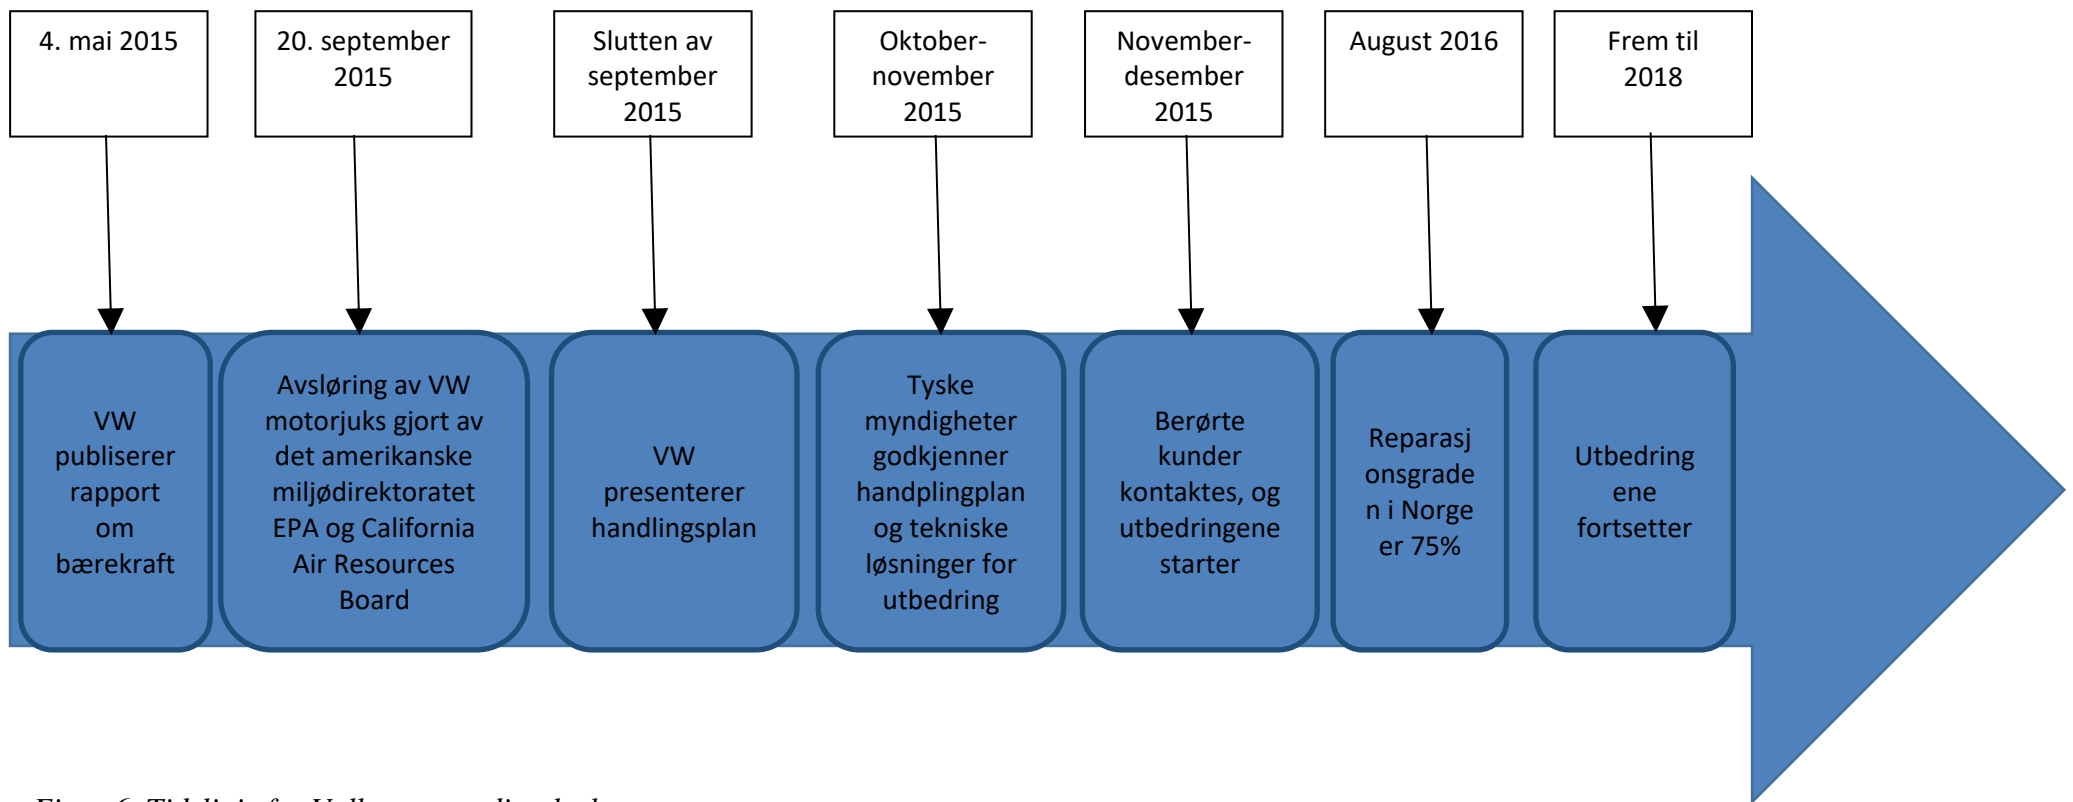 4. mai 2015
20. september
2015
Slutten av
september
2015
Oktober-
november
2015
November-
desember
2015
August 2016
Frem til
2018
VW
publiserer
rapport
om
bærekraft
Avsløring av VW
motorjuks gjort av
det amerikanske
miljødirektoratet
EPA og California
Air Resources
Board
VW
presenterer
handlingsplan
Tyske
myndigheter
godkjenner
handplingplan
og tekniske
løsninger for
utbedring
Berørte
kunder
kontaktes, og
utbedringene
starter
Reparasj
onsgrade
n i Norge
er 75%
Utbedring
ene
fortsetter